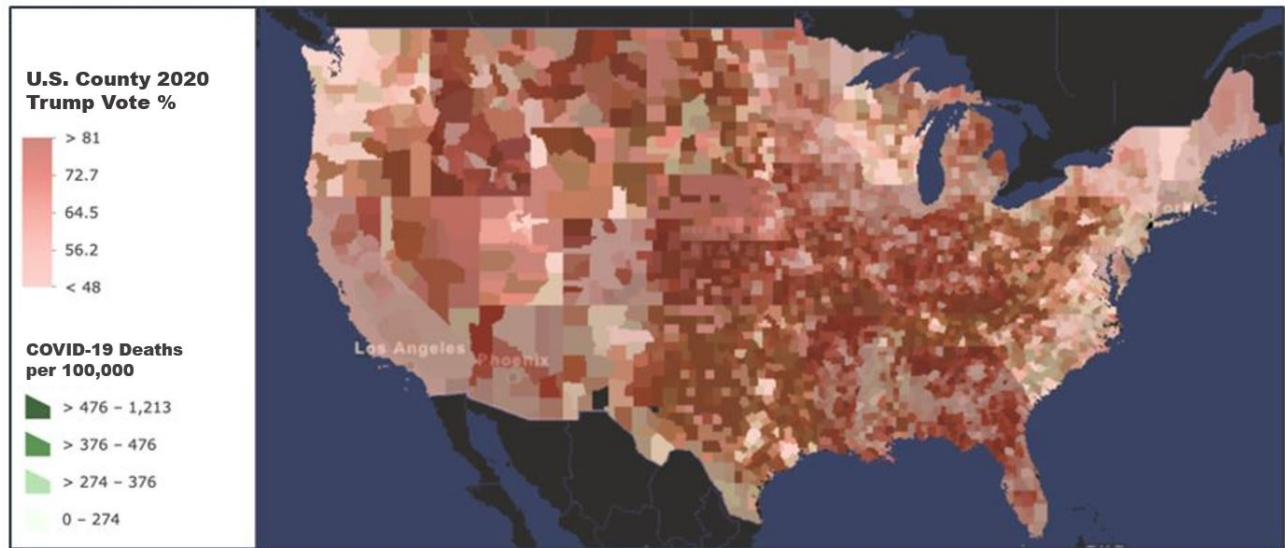 U.S. County 2020
Trump Vote %
> 81
72.7
64.5
56.2
< 48
COVID-19 Deaths
per 100,000
> 476 – 1,213
> 376 – 476
> 274 – 376
0 – 274
Los Angeles
Phoenix